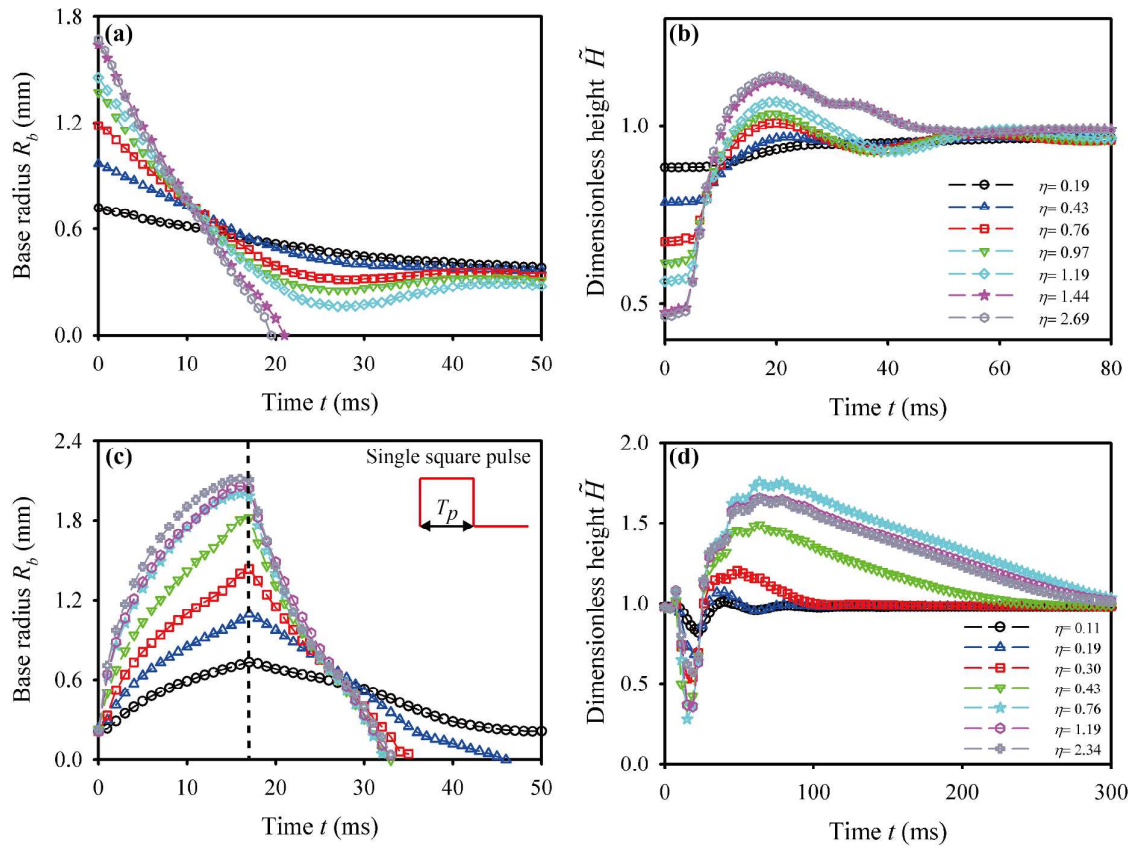 (a)
Base radius R_b (mm)
1.8
1.2
0.6
0.0
0 10 20 30 40 50
Time t (ms)
(b)
Dimensionless height H̃
1.0
0.5
η= 0.19
η= 0.43
η= 0.76
η= 0.97
η= 1.19
η= 1.44
η= 2.69
0 20 40 60 80
Time t (ms)
(c)
Base radius R_b (mm)
2.4
1.8
1.2
0.6
0.0
Single square pulse
T_p
0 10 20 30 40 50
Time t (ms)
(d)
Dimensionless height H̃
2.0
1.5
1.0
0.5
0.0
η= 0.11
η= 0.19
η= 0.30
η= 0.43
η= 0.76
η= 1.19
η= 2.34
0 100 200 300
Time t (ms)